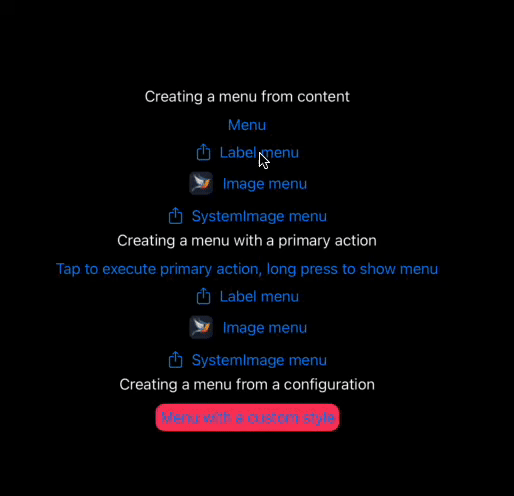 Creating a menu from content
Menu
Label menu
Image menu
SystemImage menu
Creating a menu with a primary action
Tap to execute primary action, long press to show menu
Label menu
Image menu
SystemImage menu
Creating a menu from a configuration
Menu with a custom style